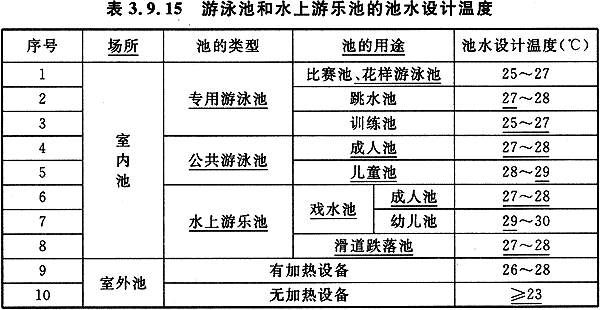 表 3.9.15 游泳池和水上游乐池的池水设计温度
序号 场所 池的类型 池的用途 池水设计温度(℃)
1 室内池 专用游泳池 比赛池、花样游泳池 25～27
2 跳水池 27～28
3 训练池 25～27
4 公共游泳池 成人池 27～28
5 儿童池 28～29
6 水上游乐池 戏水池 成人池 27～28
7 幼儿池 29～30
8 滑道跌落池 27～28
9 室外池 有加热设备 26～28
10 无加热设备 ≥23